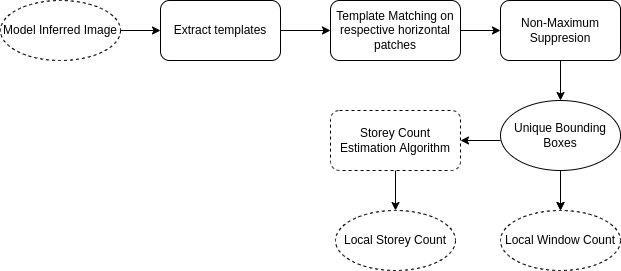 Model Inferred Image
Extract templates
Template Matching on
respective horizontal
patches
Non-Maximum
Suppresion
Unique Bounding
Boxes
Storey Count
Estimation Algorithm
Local Storey Count
Local Window Count